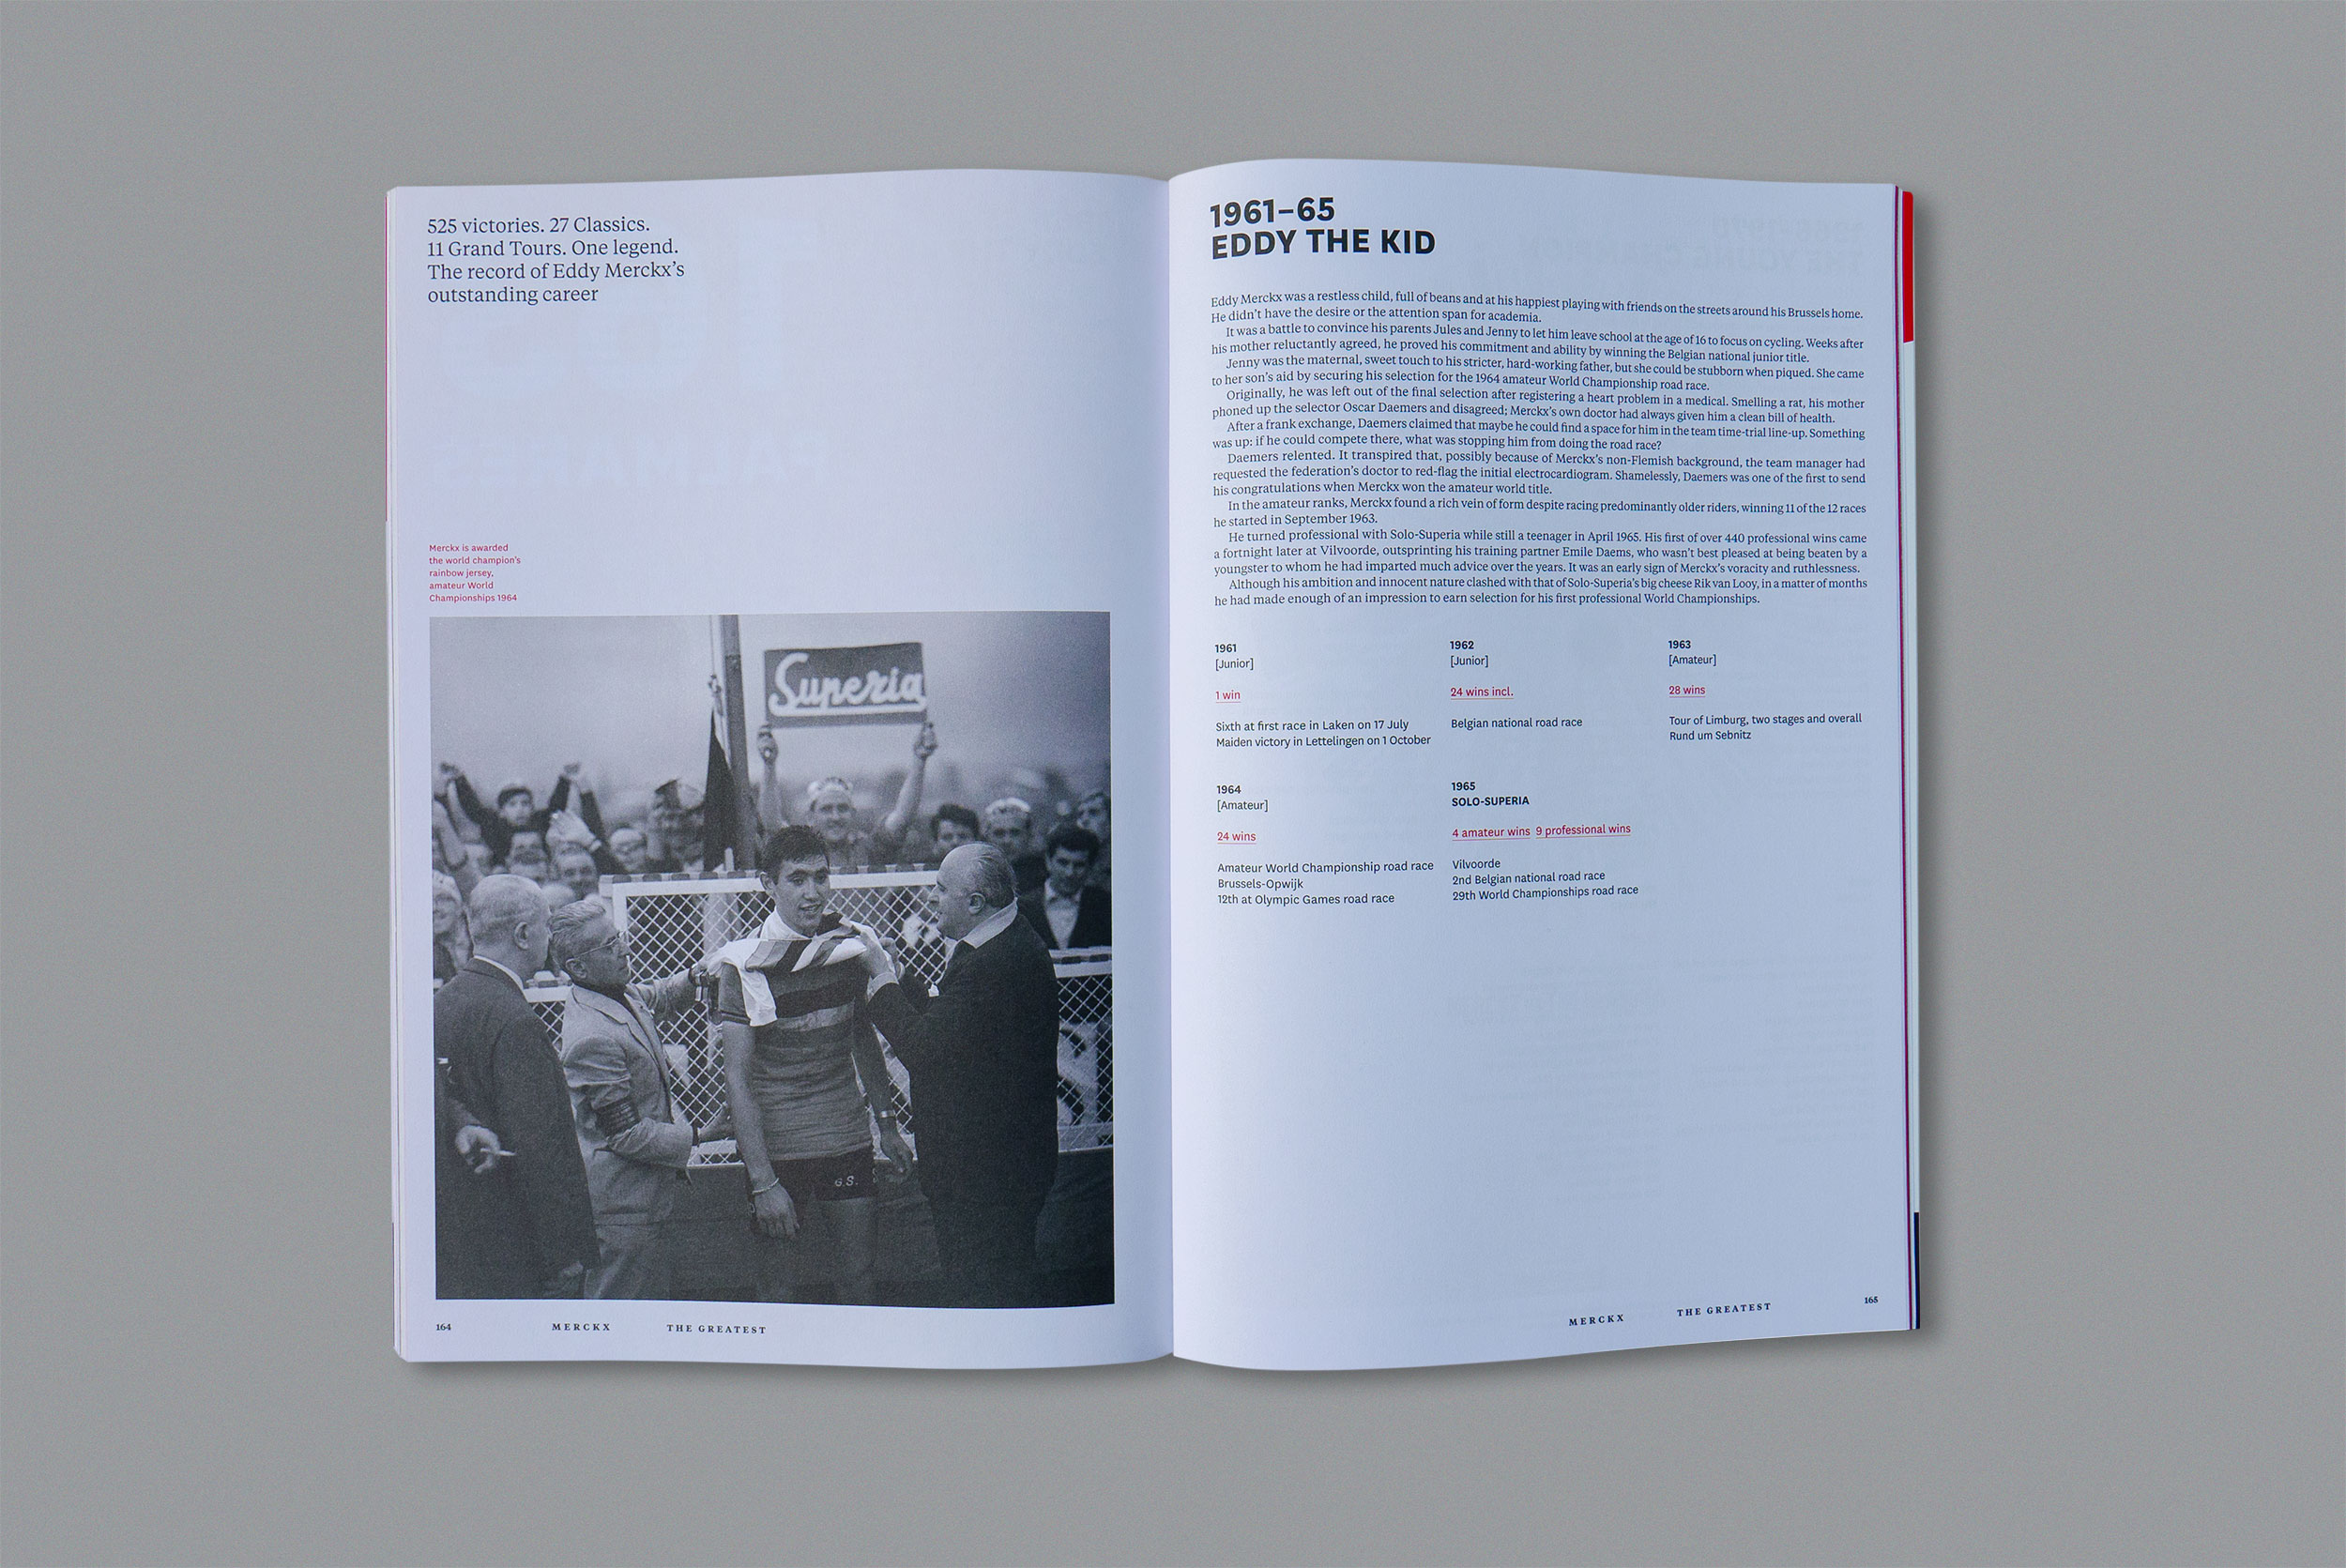 525 victories. 27 Classics.
11 Grand Tours. One legend.
The record of Eddy Merckx's
outstanding career
Merckx is awarded
the world champion's
rainbow jersey,
amateur World
Championships 1964
Superia
G.S.
164
MERCKX
THE GREATEST
1961–65
EDDY THE KID
Eddy Merckx was a restless child, full of beans and at his happiest playing with friends on the streets around his Brussels home.
He didn't have the desire or the attention span for academia.
It was a battle to convince his parents Jules and Jenny to let him leave school at the age of 16 to focus on cycling. Weeks after
his mother reluctantly agreed, he proved his commitment and ability by winning the Belgian national junior title.
Jenny was the maternal, sweet touch to his stricter, hard-working father, but she could be stubborn when piqued. She came
to her son's aid by securing his selection for the 1964 amateur World Championship road race.
Originally, he was left out of the final selection after registering a heart problem in a medical. Smelling a rat, his mother
phoned up the selector Oscar Daemers and disagreed; Merckx's own doctor had always given him a clean bill of health.
After a frank exchange, Daemers claimed that maybe he could find a space for him in the team time-trial line-up. Something
was up: if he could compete there, what was stopping him from doing the road race?
Daemers relented. It transpired that, possibly because of Merckx's non-Flemish background, the team manager had
requested the federation's doctor to red-flag the initial electrocardiogram. Shamelessly, Daemers was one of the first to send
his congratulations when Merckx won the amateur world title.
In the amateur ranks, Merckx found a rich vein of form despite racing predominantly older riders, winning 11 of the 12 races
he started in September 1963.
He turned professional with Solo-Superia while still a teenager in April 1965. His first of over 440 professional wins came
a fortnight later at Vilvoorde, outsprinting his training partner Emile Daems, who wasn't best pleased at being beaten by a
youngster to whom he had imparted much advice over the years. It was an early sign of Merckx's voracity and ruthlessness.
Although his ambition and innocent nature clashed with that of Solo-Superia's big cheese Rik van Looy, in a matter of months
he had made enough of an impression to earn selection for his first professional World Championships.
1961
[Junior]
1 win
Sixth at first race in Laken on 17 July
Maiden victory in Lettelingen on 1 October
1962
[Junior]
24 wins incl.
Belgian national road race
1963
[Amateur]
28 wins
Tour of Limburg, two stages and overall
Rund um Sebnitz
1964
[Amateur]
24 wins
Amateur World Championship road race
Brussels-Opwijk
12th at Olympic Games road race
1965
SOLO-SUPERIA
4 amateur wins 9 professional wins
Vilvoorde
2nd Belgian national road race
29th World Championships road race
MERCKX
THE GREATEST
165